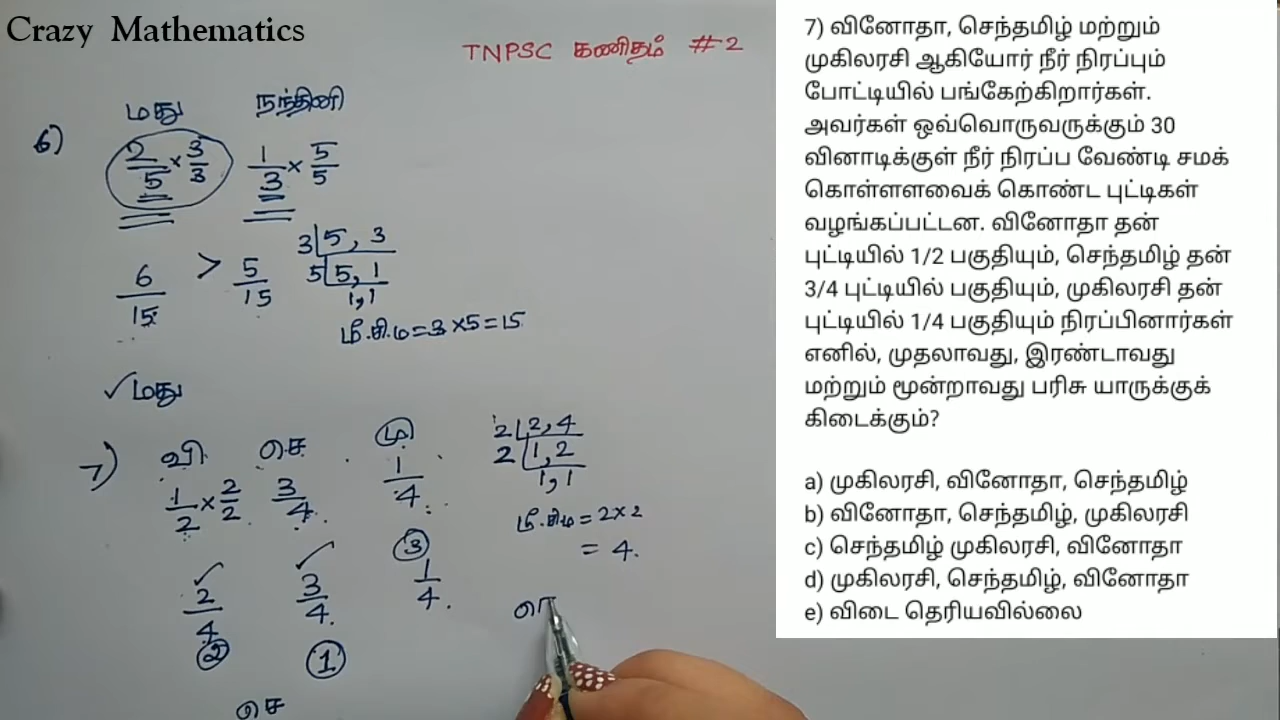 Crazy Mathematics
TNPSC கணிதம் #2
6) மது நந்தினி
2/5 × 3/3 1/3 × 5/5
6/15 > 5/15
3 | 5, 3
5 | 5, 1
1, 1
மீ.சி.ம = 3 × 5 = 15
✓மது
7) வி செ மு
1/2 × 2/2 3/4 1/4
2 | 2, 4
2 | 1, 2
1, 1
மீ.சி.ம = 2 × 2
= 4.
✓ ✓ ③
2/4 3/4. 1/4.
② ①
செ
7) வினோதா, செந்தமிழ் மற்றும்
முகிலரசி ஆகியோர் நீர் நிரப்பும்
போட்டியில் பங்கேற்கிறார்கள்.
அவர்கள் ஒவ்வொருவருக்கும் 30
வினாடிக்குள் நீர் நிரப்ப வேண்டி சமக்
கொள்ளளவைக் கொண்ட புட்டிகள்
வழங்கப்பட்டன. வினோதா தன்
புட்டியில் 1/2 பகுதியும், செந்தமிழ் தன்
3/4 புட்டியில் பகுதியும், முகிலரசி தன்
புட்டியில் 1/4 பகுதியும் நிரப்பினார்கள்
எனில், முதலாவது, இரண்டாவது
மற்றும் மூன்றாவது பரிசு யாருக்குக்
கிடைக்கும்?
a) முகிலரசி, வினோதா, செந்தமிழ்
b) வினோதா, செந்தமிழ், முகிலரசி
c) செந்தமிழ் முகிலரசி, வினோதா
d) முகிலரசி, செந்தமிழ், வினோதா
e) விடை தெரியவில்லை